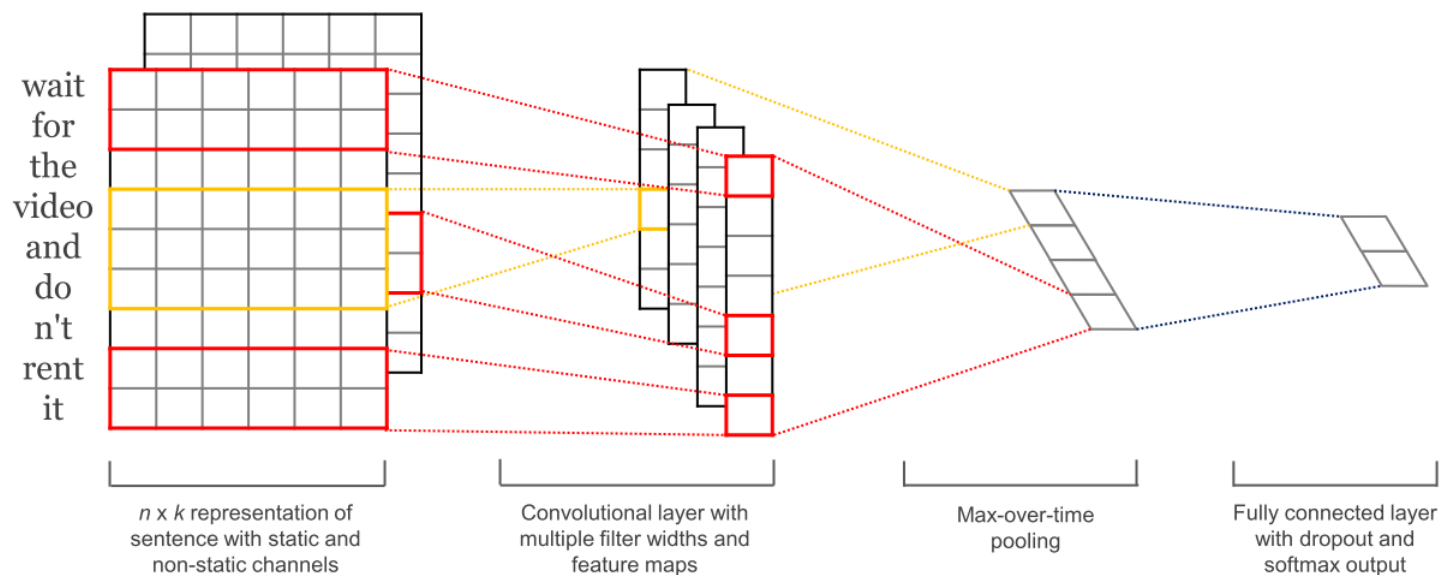 wait
for
the
video
and
do
n't
rent
it
n x k representation of
sentence with static and
non-static channels
Convolutional layer with
multiple filter widths and
feature maps
Max-over-time
pooling
Fully connected layer
with dropout and
softmax output